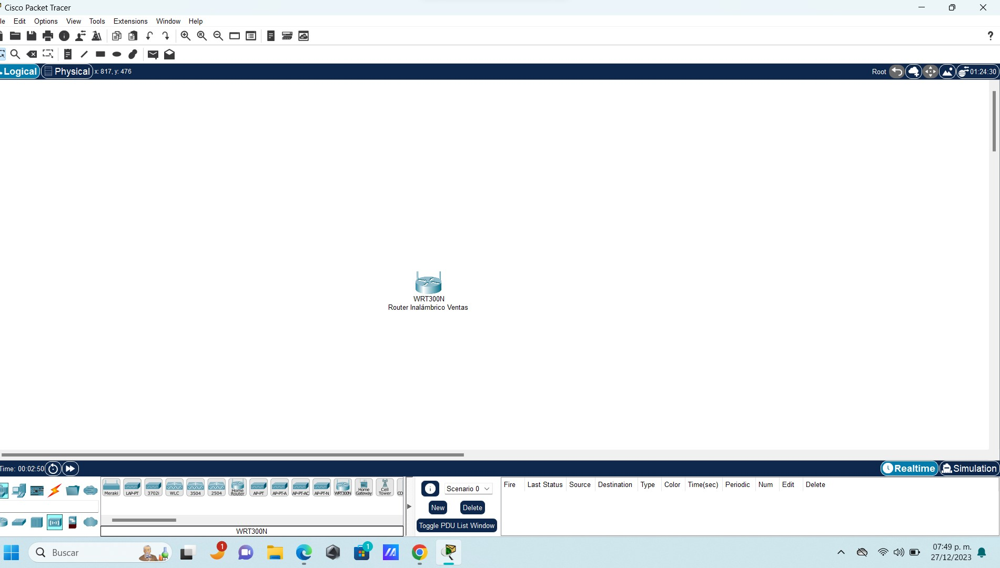 Cisco Packet Tracer
le Edit Options View Tools Extensions Window Help
?
Logical Physical x: 817, y: 476 Root 01:24:30
WRT300N
Router Inalámbrico Ventas
Time: 00:02:50 Realtime Simulation
Meraki LAP-PT 3702i WLC 3504 2504 Home Router AP-PT AP-PT-A AP-PT-AC AP-PT-N WRT300N Home Gateway Cell Tower CO
WRT300N
Scenario 0
New Delete
Toggle PDU List Window
Fire Last Status Source Destination Type Color Time(sec) Periodic Num Edit Delete
Buscar
1
1
07:49 p. m.
27/12/2023